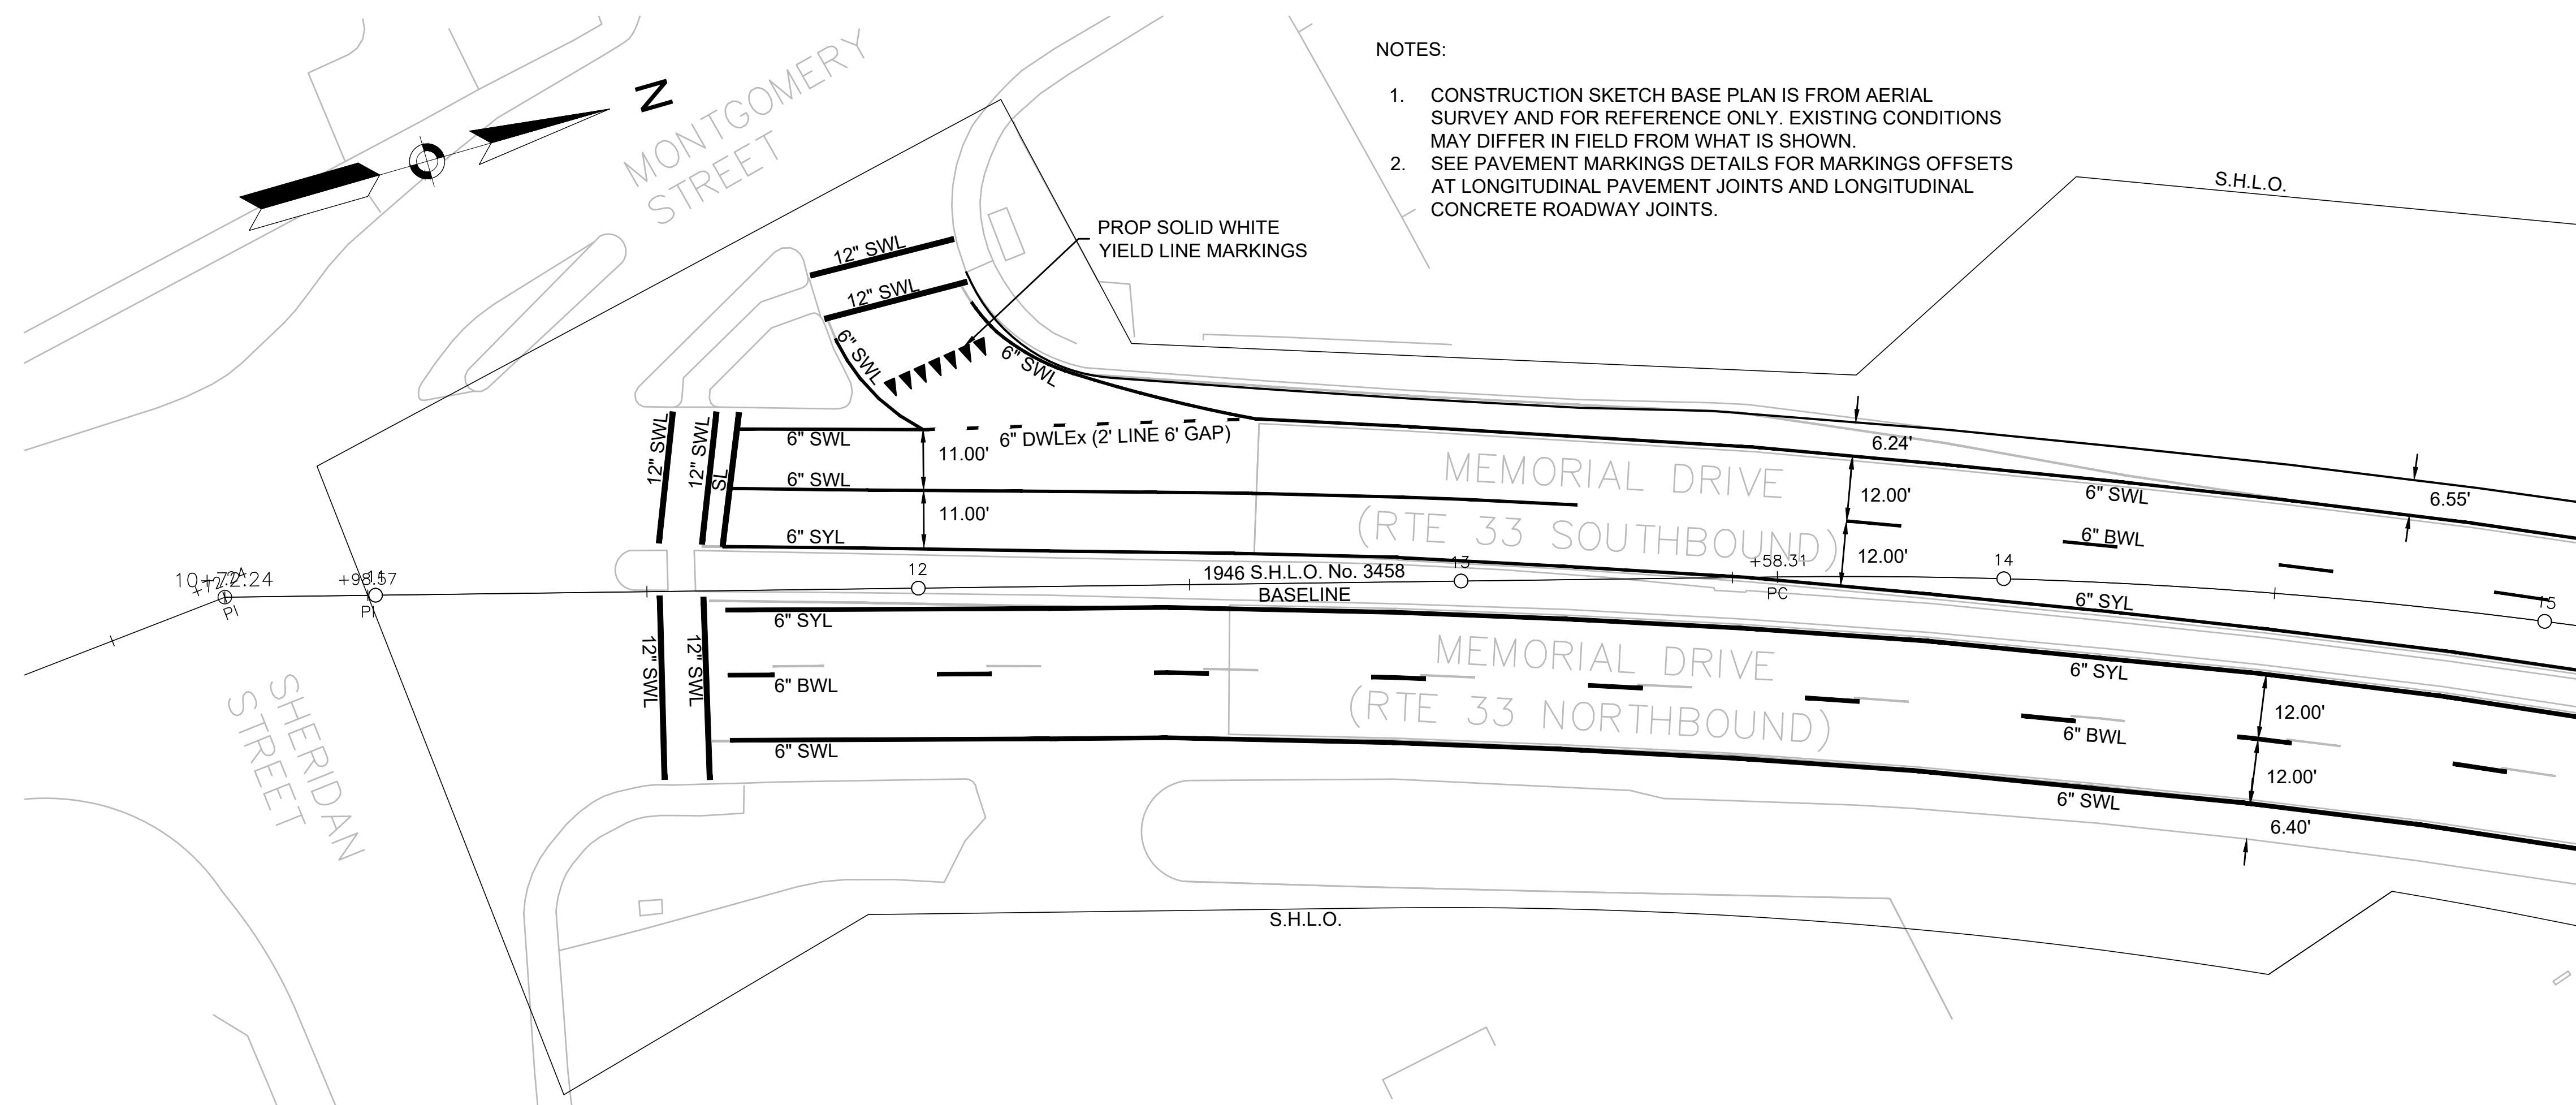 NOTES:
1. CONSTRUCTION SKETCH BASE PLAN IS FROM AERIAL
SURVEY AND FOR REFERENCE ONLY. EXISTING CONDITIONS
MAY DIFFER IN FIELD FROM WHAT IS SHOWN.
2. SEE PAVEMENT MARKINGS DETAILS FOR MARKINGS OFFSETS
AT LONGITUDINAL PAVEMENT JOINTS AND LONGITUDINAL
CONCRETE ROADWAY JOINTS.
N
MONTGOMERY
STREET
S.H.L.O.
PROP SOLID WHITE
YIELD LINE MARKINGS
12" SWL
12" SWL
6" SWL
6" SWL
12" SWL
12" SWL
SL
6" SWL
6" DWLEx (2' LINE 6' GAP)
11.00'
6" SWL
11.00'
6" SYL
MEMORIAL DRIVE
(RTE 33 SOUTHBOUND)
6.24'
12.00'
12.00'
6" SWL
6" BWL
6.55'
10+72.24
PI
+98.57
11
PI
12
1946 S.H.L.O. No. 3458
BASELINE
13
+58.31
PC
14
6" SYL
15
12" SWL
12" SWL
6" SYL
6" BWL
6" SWL
MEMORIAL DRIVE
(RTE 33 NORTHBOUND)
6" SYL
6" BWL
6" SWL
12.00'
12.00'
6.40'
SHERIDAN
STREET
S.H.L.O.